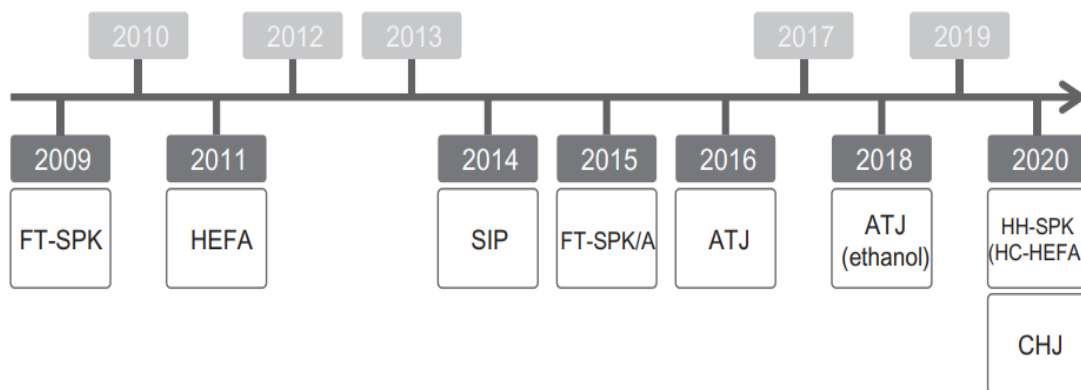 2010
2012
2013
2017
2019
2009
2011
2014
2015
2016
2018
2020
FT-SPK
HEFA
SIP
FT-SPK/A
ATJ
ATJ
(ethanol)
HH-SPK
(HC-HEFA
CHJ